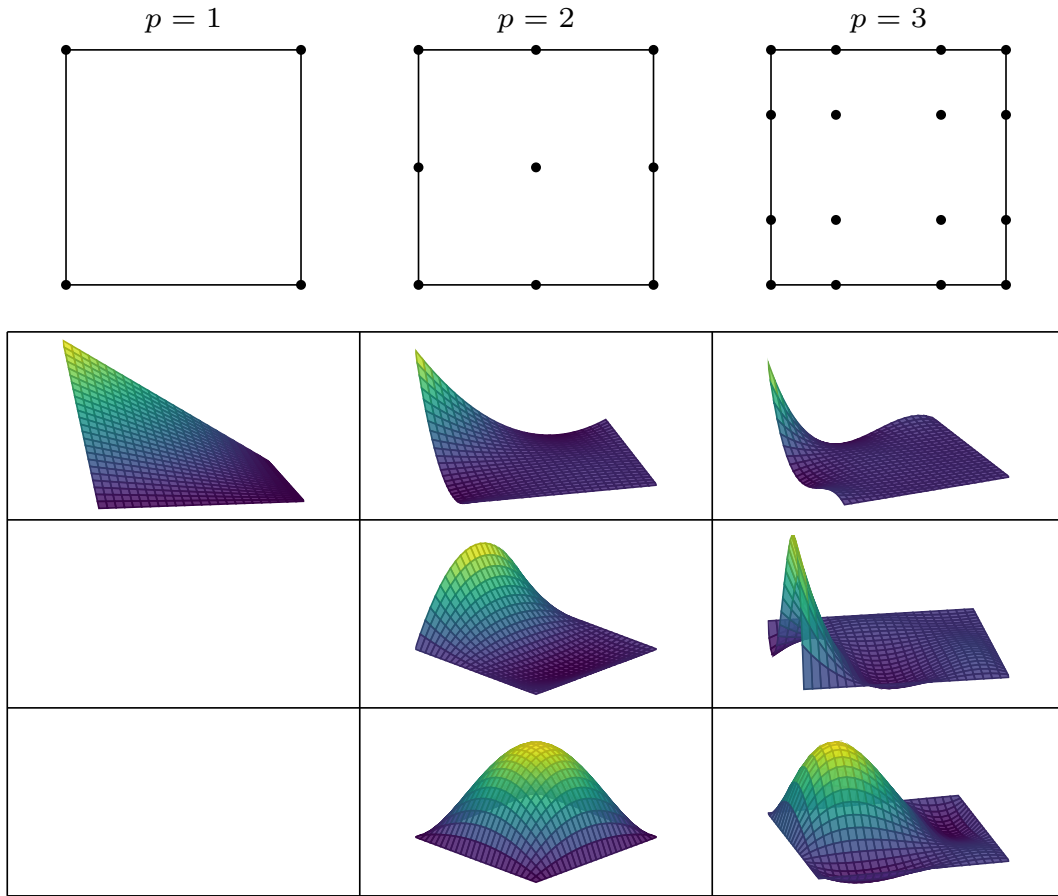 p = 1 p = 2 p = 3